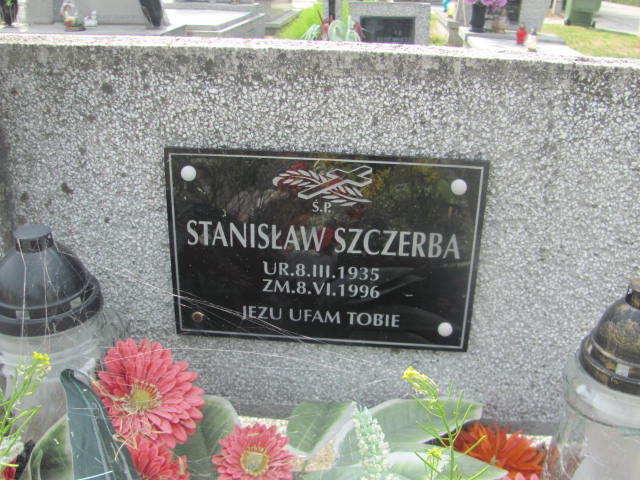 Ś.P.
STANISŁAW SZCZERBA
UR.8.III.1935
ZM.8.VI.1996
JEZU UFAM TOBIE